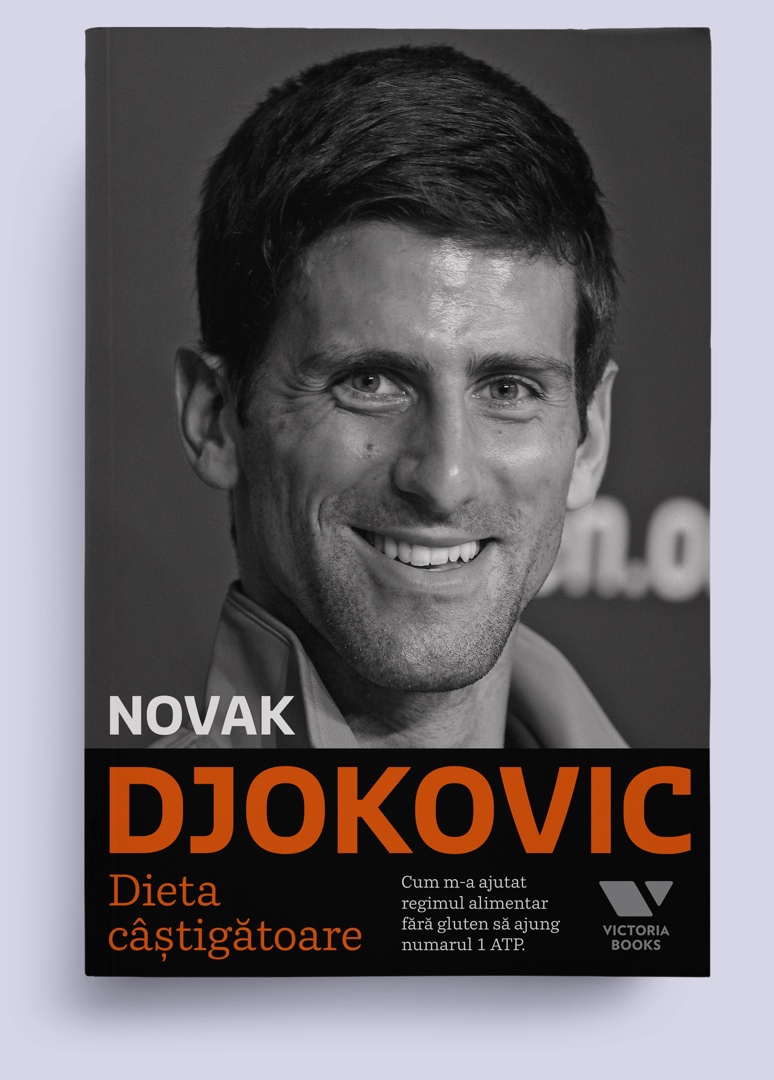 NOVAK
DJOKOVIC
Dieta
câștigătoare
Cum m-a ajutat
regimul alimentar
fără gluten să ajung
numarul 1 ATP.
VICTORIA
BOOKS